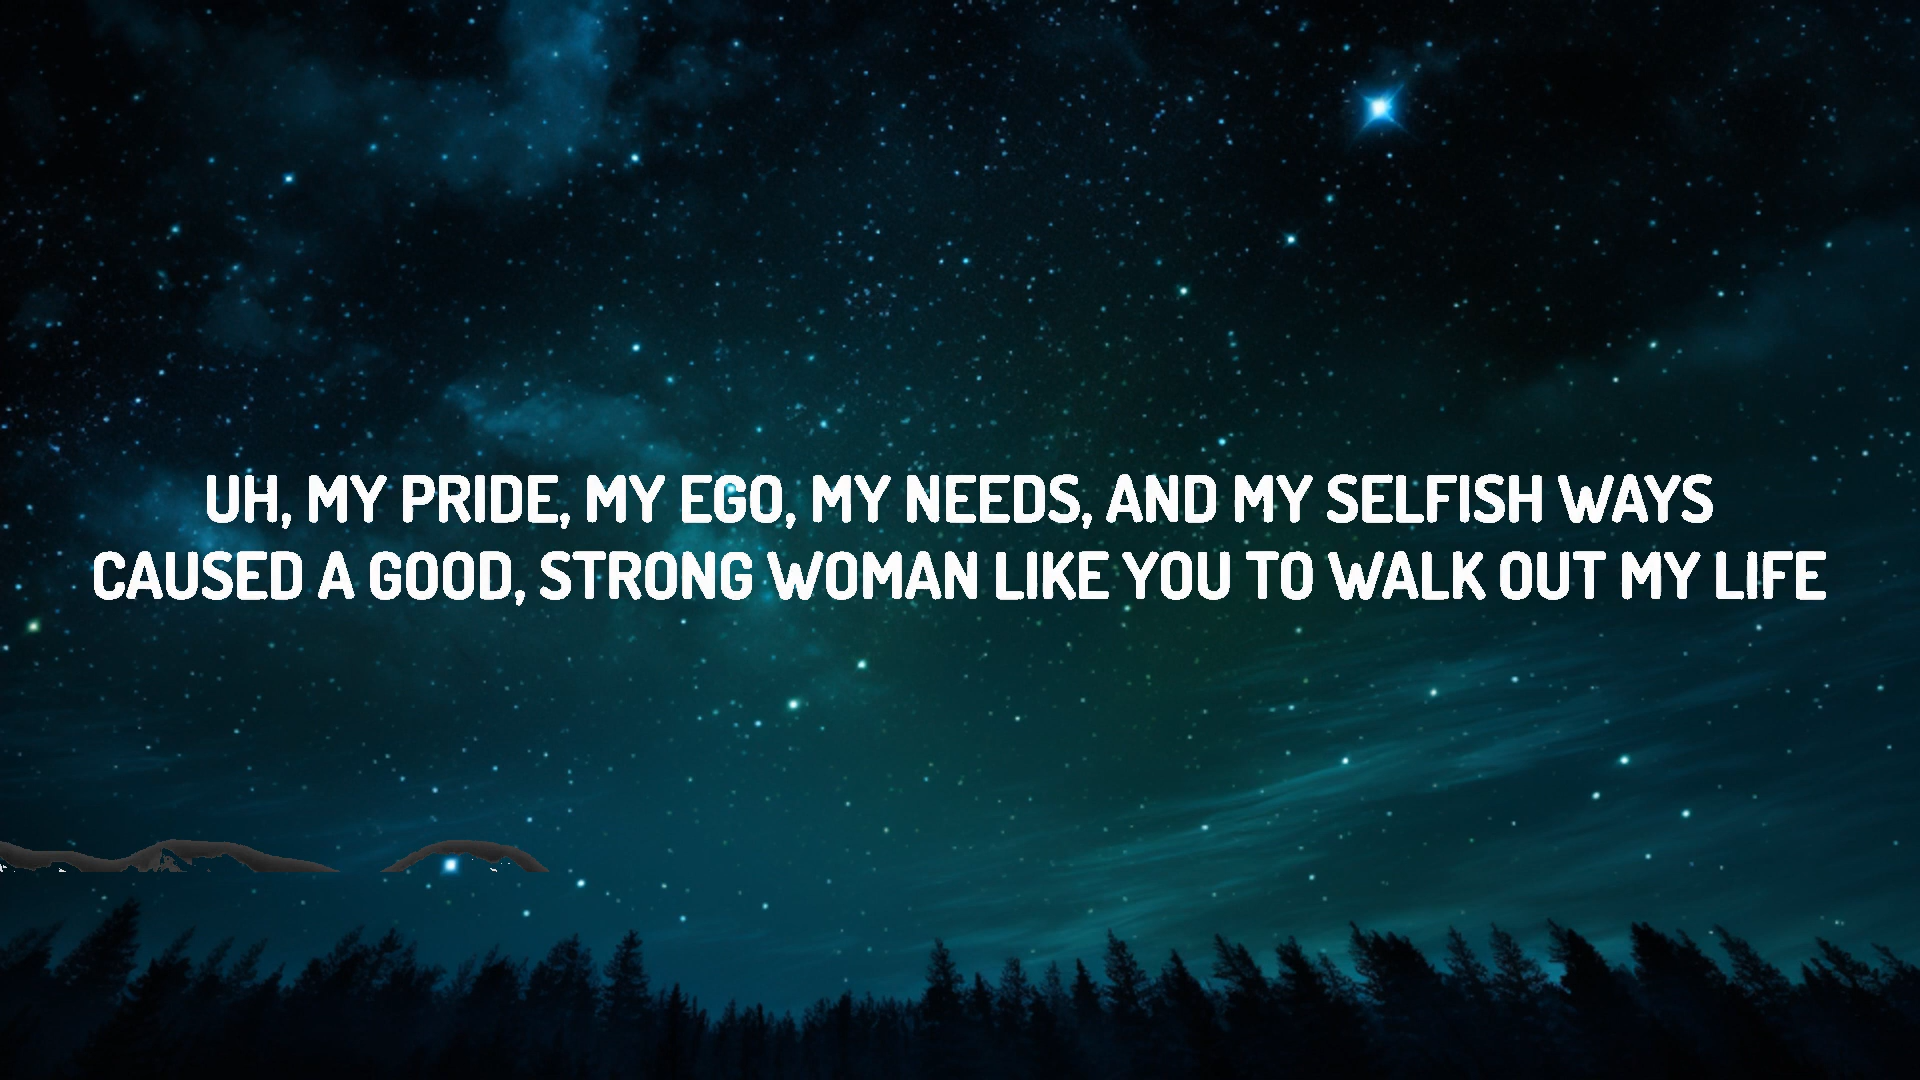 UH, MY PRIDE, MY EGO, MY NEEDS, AND MY SELFISH WAYS
CAUSED A GOOD, STRONG WOMAN LIKE YOU TO WALK OUT MY LIFE